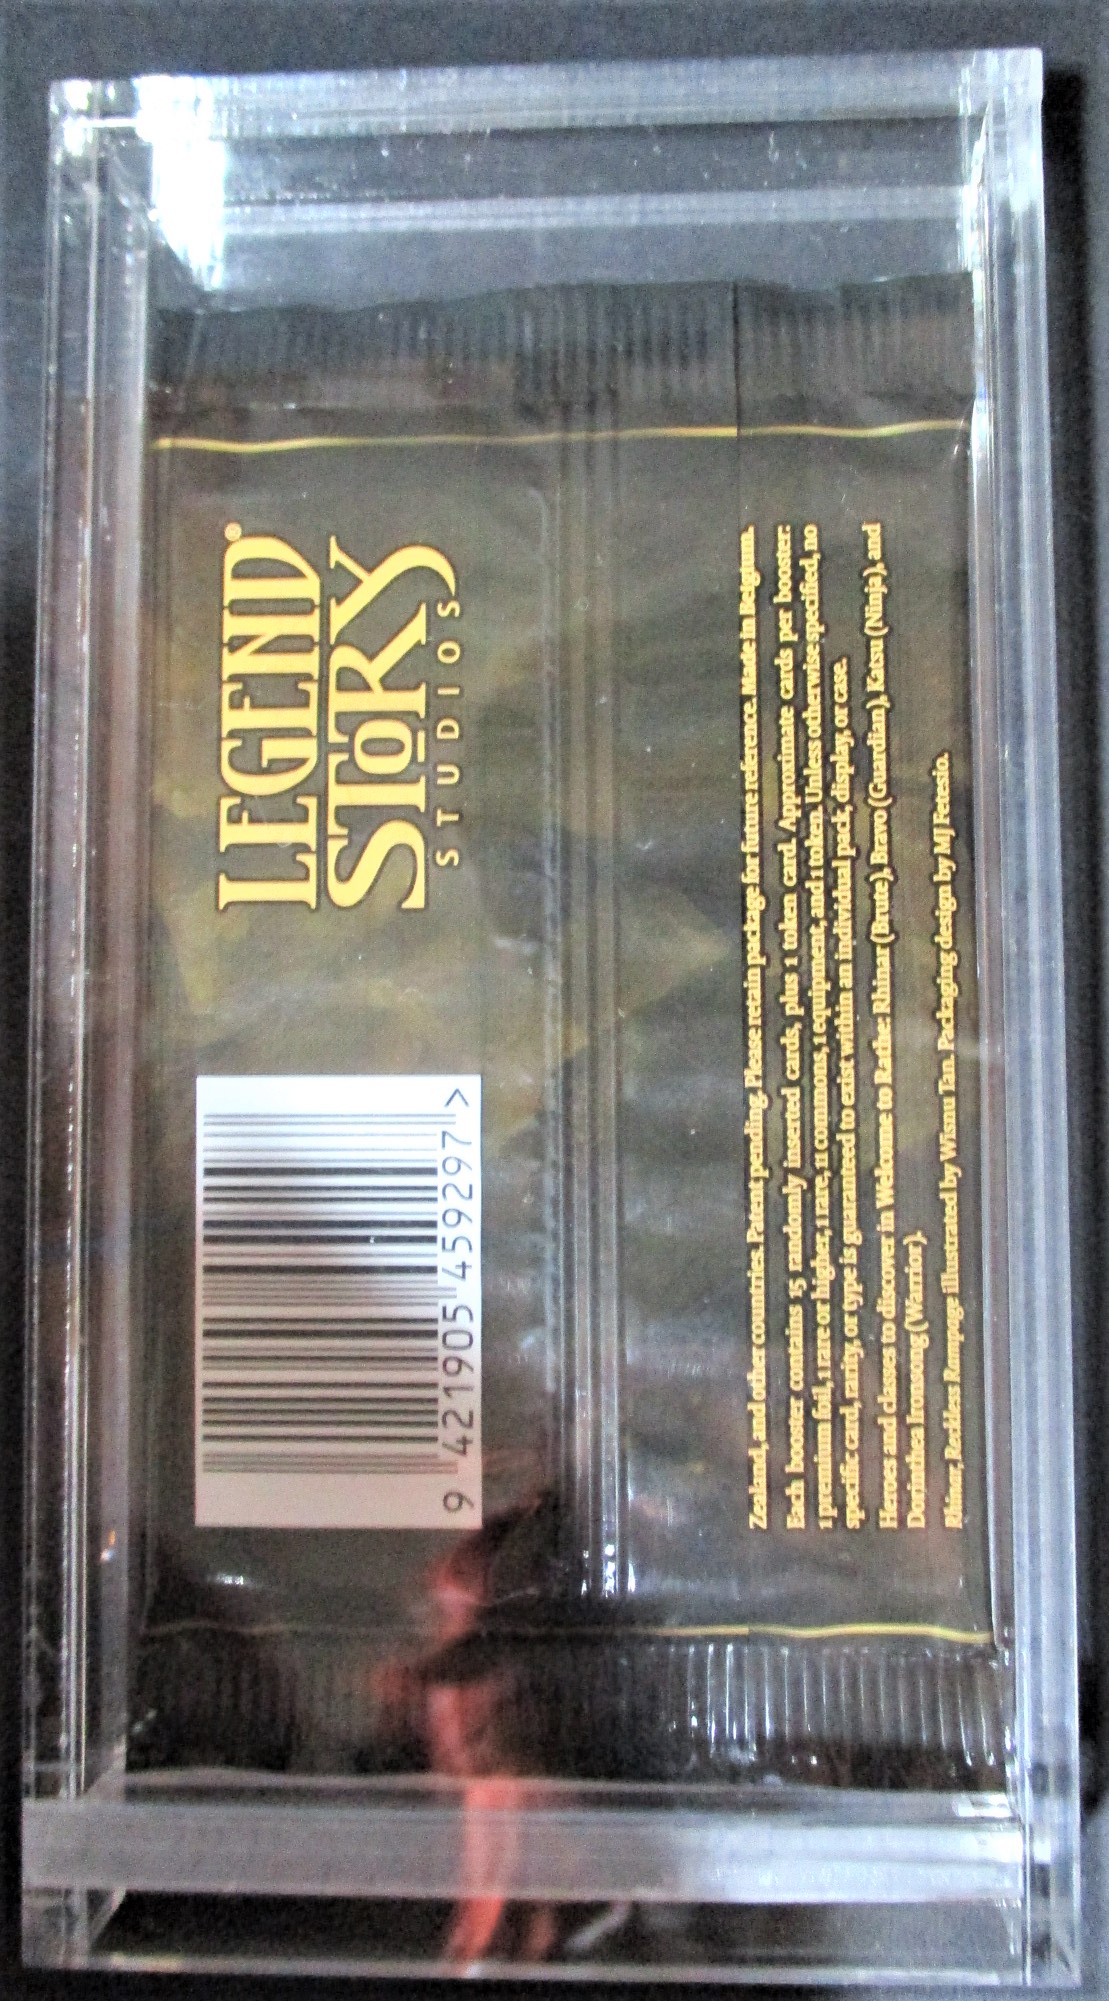 LEGEND®
STORY
STUDIOS
9 421905 459297 >
Zealand, and other countries. Patent pending. Please retain package for future reference. Made in Belgium.
Each booster contains 15 randomly inserted cards, plus 1 token card. Approximate cards per booster:
1 premium foil, 1 rare or higher, 1 rare, 11 commons, 1 equipment, and 1 token. Unless otherwise specified, no
specific card, rarity, or type is guaranteed to exist within an individual pack, display, or case.
Heroes and classes to discover in Welcome to Rathe: Rhinar (Brute), Bravo (Guardian), Katsu (Ninja), and
Dorinthea Ironsong (Warrior).
Rhinar, Reckless Rampage illustrated by Wisnu Tan. Packaging design by MJ Fetesio.